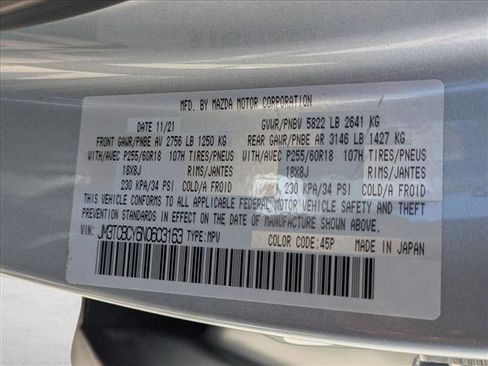 MFD. BY MAZDA MOTOR CORPORATION
DATE 11/21 GVWR/PNBV 5822 LB 2641 KG
FRONT GAWR/PNBE AV 2756 LB 1250 KG REAR GAWR/PNBE AR 3146 LB 1427 KG
WITH/AVEC P255/60R18 107H TIRES/PNEUS WITH/AVEC P255/60R18 107H TIRES/PNEUS
18X8J RIMS/JANTES 18X8J RIMS/JANTES
230 KPA/34 PSI COLD/A FROID 230 KPA/34 PSI COLD/A FROID
THIS VEHICLE CONFORMS TO ALL APPLICABLE FEDERAL MOTOR VEHICLE SAFETY AND THEFT
PREVENTION STANDARDS IN EFFECT ON THE DATE OF MANUFACTURE SHOWN ABOVE.
VIN: JM3TCBCY6N0603163 TYPE: MPV COLOR CODE: 45P MADE IN JAPAN